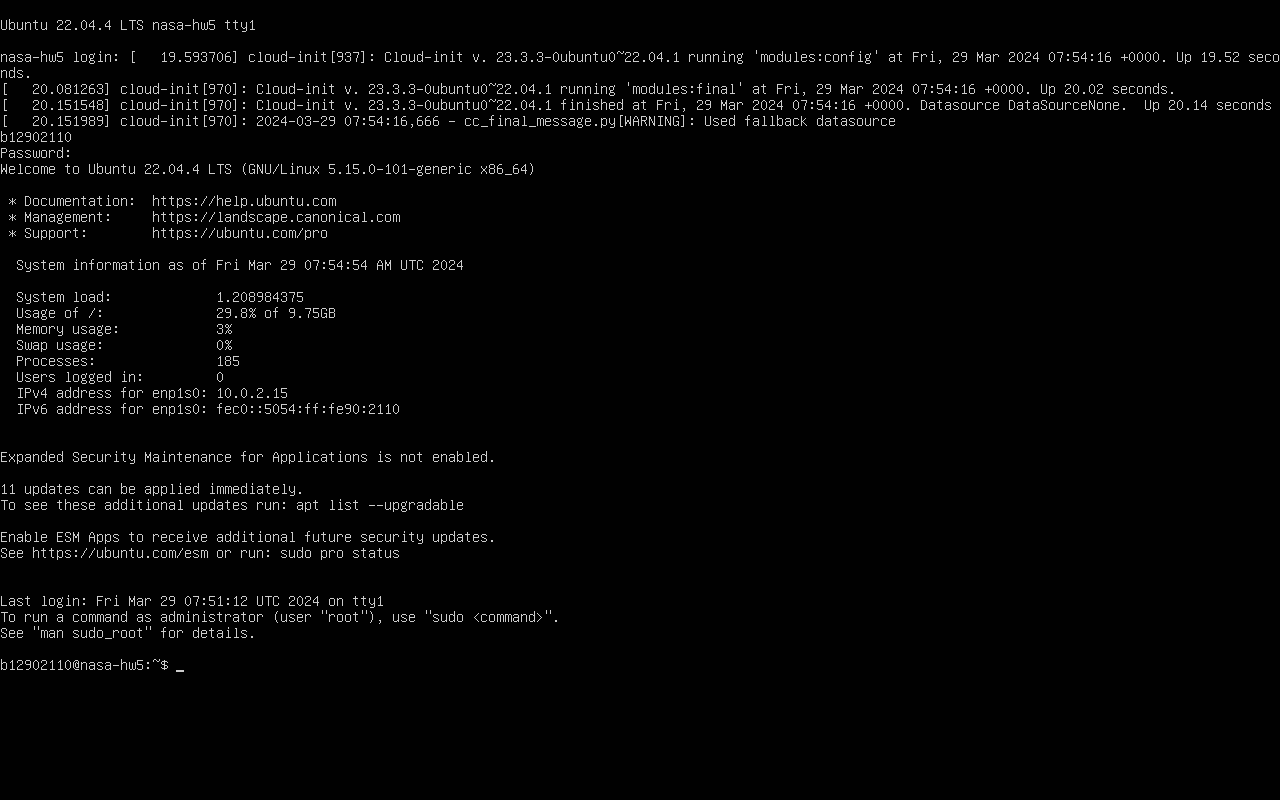 Ubuntu 22.04.4 LTS nasa-hw5 tty1
nasa-hw5 login: [   19.593706] cloud-init[937]: Cloud-init v. 23.3.3-0ubuntu0~22.04.1 running 'modules:config' at Fri, 29 Mar 2024 07:54:16 +0000. Up 19.52 seco
nds.
[   20.081263] cloud-init[970]: Cloud-init v. 23.3.3-0ubuntu0~22.04.1 running 'modules:final' at Fri, 29 Mar 2024 07:54:16 +0000. Up 20.02 seconds.
[   20.151548] cloud-init[970]: Cloud-init v. 23.3.3-0ubuntu0~22.04.1 finished at Fri, 29 Mar 2024 07:54:16 +0000. Datasource DataSourceNone.  Up 20.14 seconds
[   20.151989] cloud-init[970]: 2024-03-29 07:54:16,666 - cc_final_message.py[WARNING]: Used fallback datasource
b12902110
Password:
Welcome to Ubuntu 22.04.4 LTS (GNU/Linux 5.15.0-101-generic x86_64)
 * Documentation:  https://help.ubuntu.com
 * Management:     https://landscape.canonical.com
 * Support:        https://ubuntu.com/pro
  System information as of Fri Mar 29 07:54:54 AM UTC 2024
  System load:             1.208984375
  Usage of /:              29.8% of 9.75GB
  Memory usage:            3%
  Swap usage:              0%
  Processes:               185
  Users logged in:         0
  IPv4 address for enp1s0: 10.0.2.15
  IPv6 address for enp1s0: fec0::5054:ff:fe90:2110
Expanded Security Maintenance for Applications is not enabled.
11 updates can be applied immediately.
To see these additional updates run: apt list --upgradable
Enable ESM Apps to receive additional future security updates.
See https://ubuntu.com/esm or run: sudo pro status
Last login: Fri Mar 29 07:51:12 UTC 2024 on tty1
To run a command as administrator (user "root"), use "sudo <command>".
See "man sudo_root" for details.
b12902110@nasa-hw5:~$ _